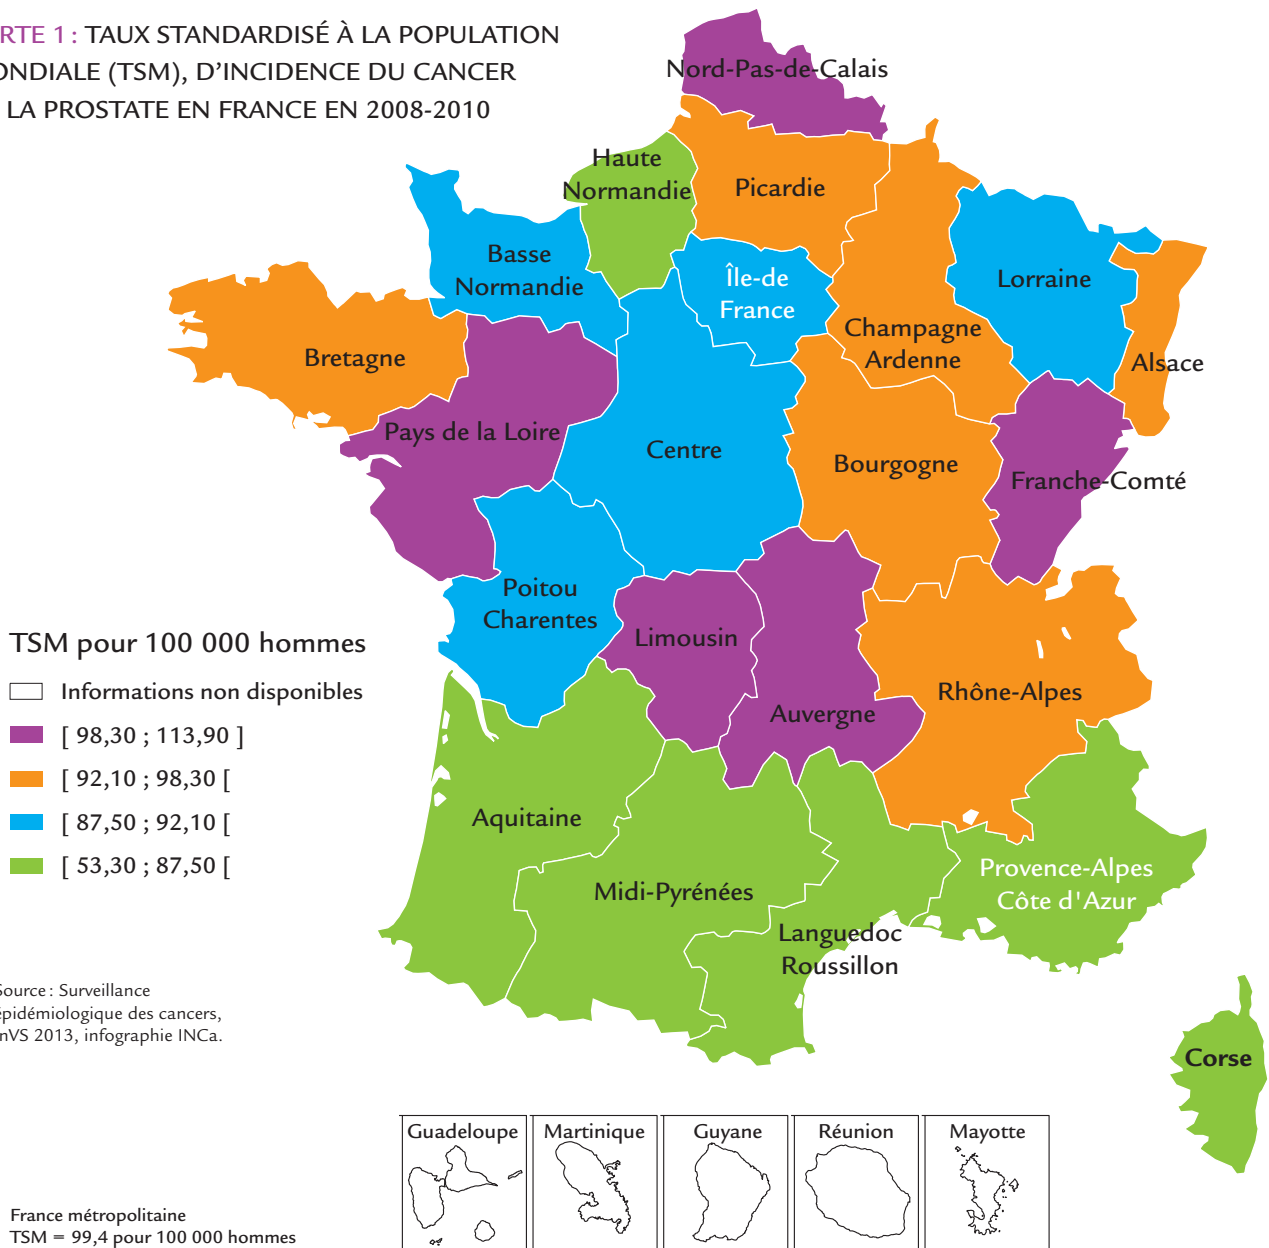 RTE 1 : TAUX STANDARDISÉ À LA POPULATION
ONDIALE (TSM), D’INCIDENCE DU CANCER
LA PROSTATE EN FRANCE EN 2008-2010
Nord-Pas-de-Calais
Haute
Normandie
Picardie
Basse
Normandie
Île-de
France
Lorraine
Champagne
Ardenne
Alsace
Bretagne
Pays de la Loire
Centre
Bourgogne
Franche-Comté
Poitou
Charentes
Limousin
Auvergne
Rhône-Alpes
Aquitaine
Midi-Pyrénées
Languedoc
Roussillon
Provence-Alpes
Côte d'Azur
Corse
TSM pour 100 000 hommes
Informations non disponibles
[ 98,30 ; 113,90 ]
[ 92,10 ; 98,30 [
[ 87,50 ; 92,10 [
[ 53,30 ; 87,50 [
Source : Surveillance
épidémiologique des cancers,
nVS 2013, infographie INCa.
Guadeloupe
Martinique
Guyane
Réunion
Mayotte
France métropolitaine
TSM = 99,4 pour 100 000 hommes